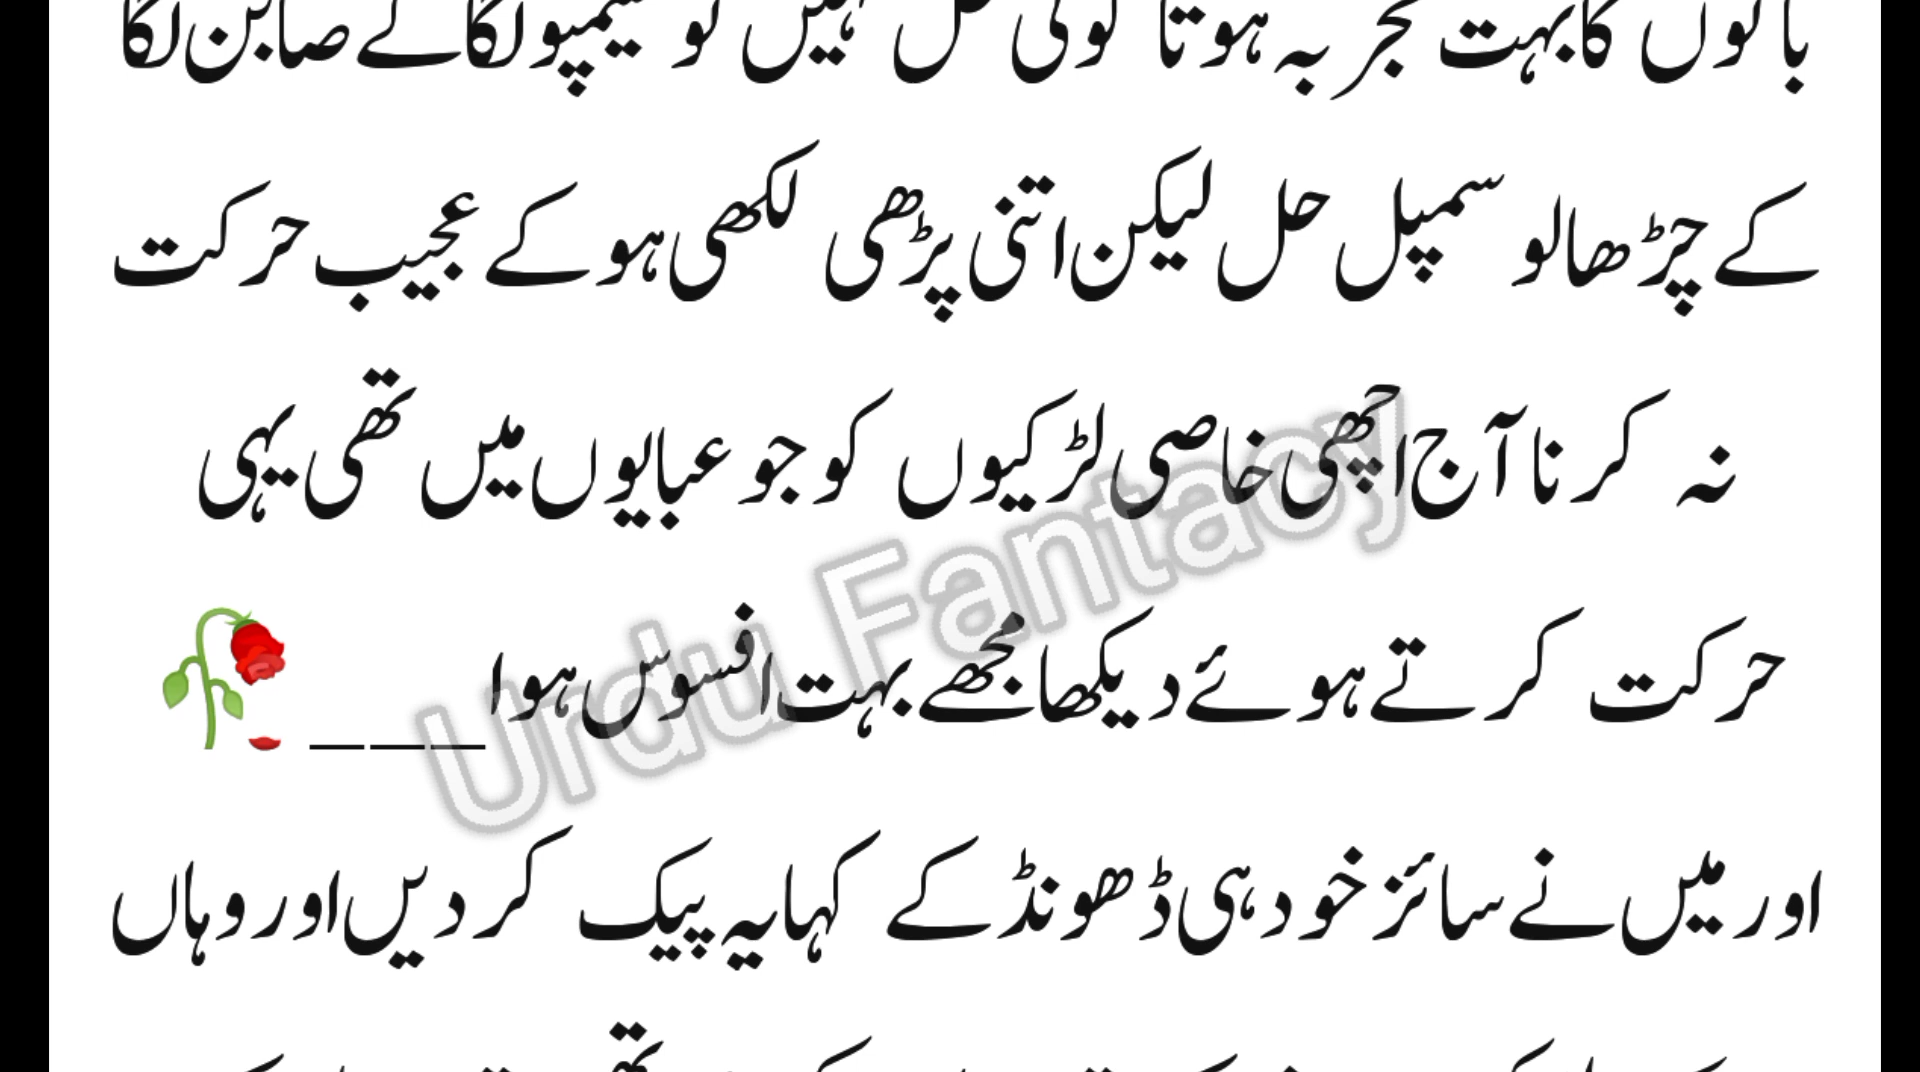 باتوں کا بہت تجربہ ہوتا کوئی حل نہیں تو شیمپو لگا کے صابن لگا
کے چڑھا لو سمپل حل لیکن اتنی پڑھی لکھی ہو کے عجیب حرکت
نہ کرنا آج اچھی خاصی لڑکیوں کو جو عبایوں میں تھی یہی
حرکت کرتے ہوئے دیکھا مجھے بہت افسوس ہوا ___🥀
اور میں نے سائز خود ہی ڈھونڈ کے کہا یہ پیک کر دیں اور وہاں
Urdu Fantacy